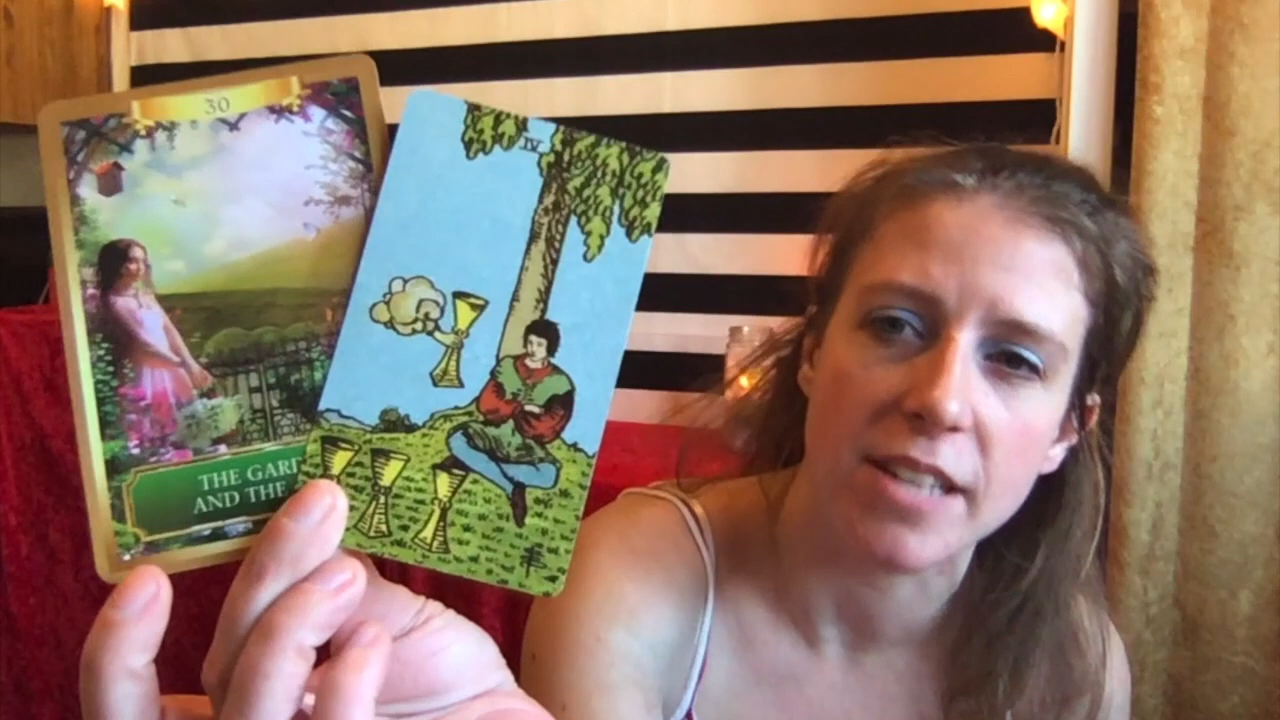 30
IV
THE GAR
AND THE